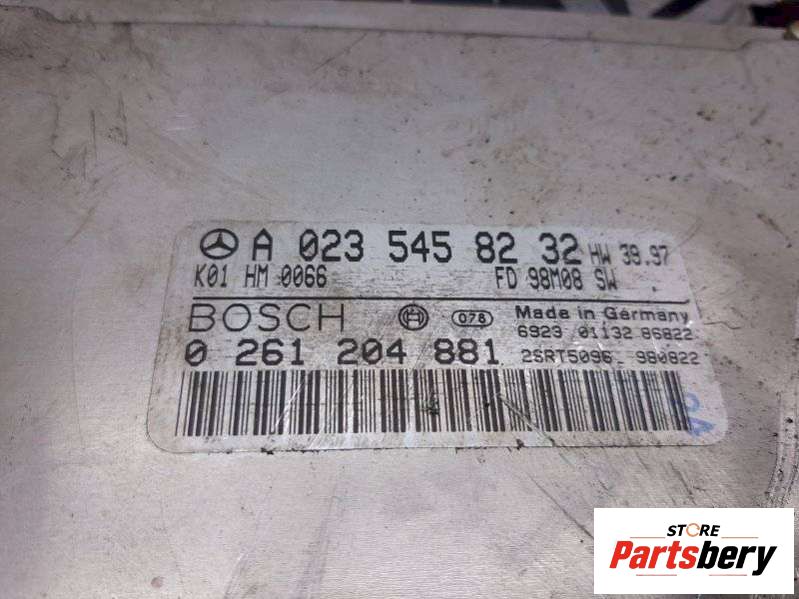 A 023 545 82 32 HW 39.97
K01 HM 0066 FD 98M08 SW
BOSCH 078 Made in Germany
6923 01132 86822
0 261 204 881 2SRT5096 980822
STORE
Partsbery